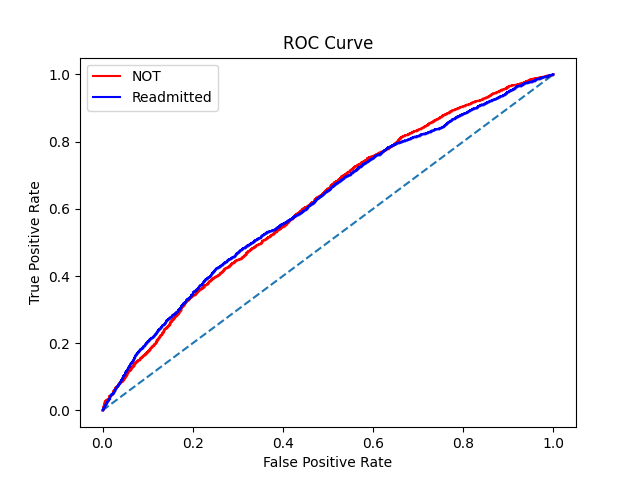 ROC Curve
NOT
Readmitted
True Positive Rate
1.0
0.8
0.6
0.4
0.2
0.0
0.0 0.2 0.4 0.6 0.8 1.0
False Positive Rate